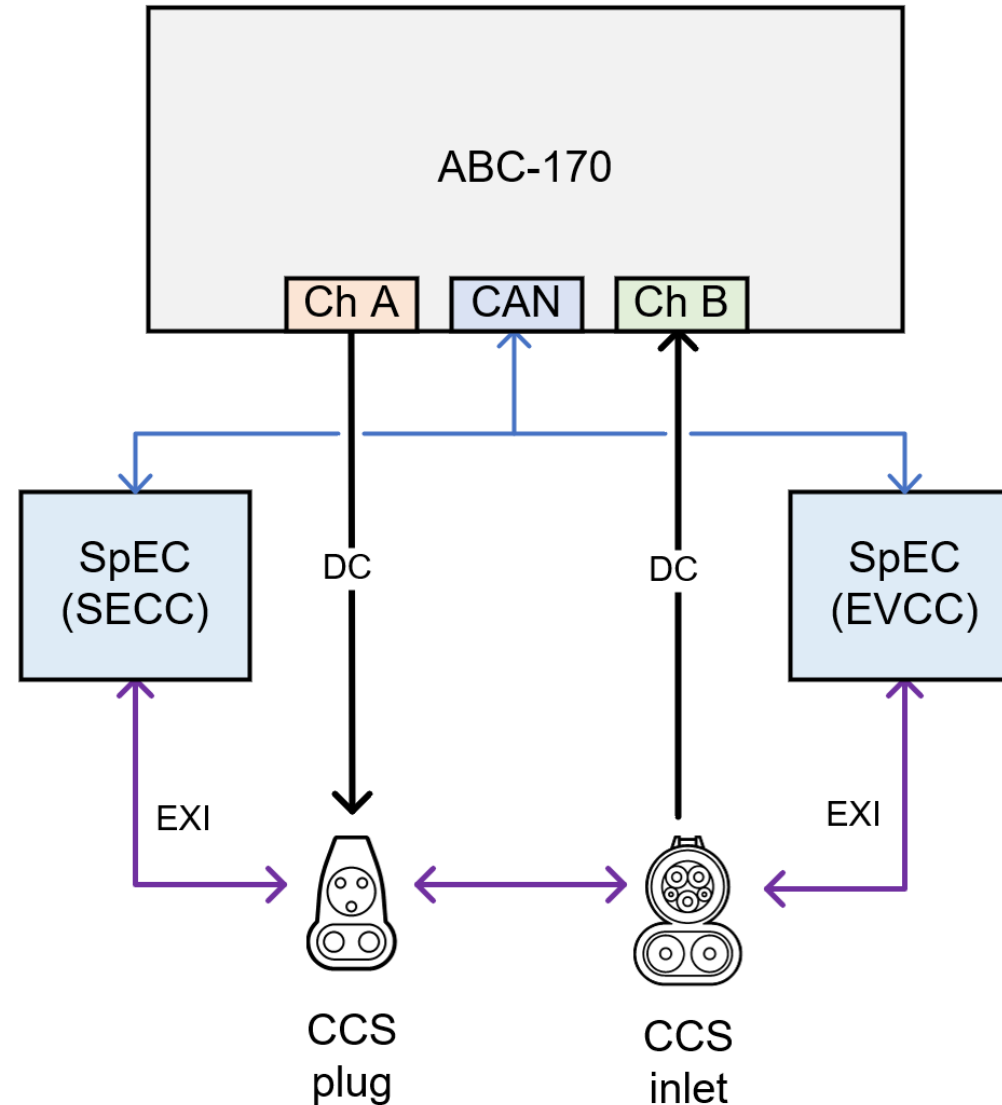 ABC-170
Ch A
CAN
Ch B
SpEC
(SECC)
DC
DC
SpEC
(EVCC)
EXI
EXI
CCS
plug
CCS
inlet